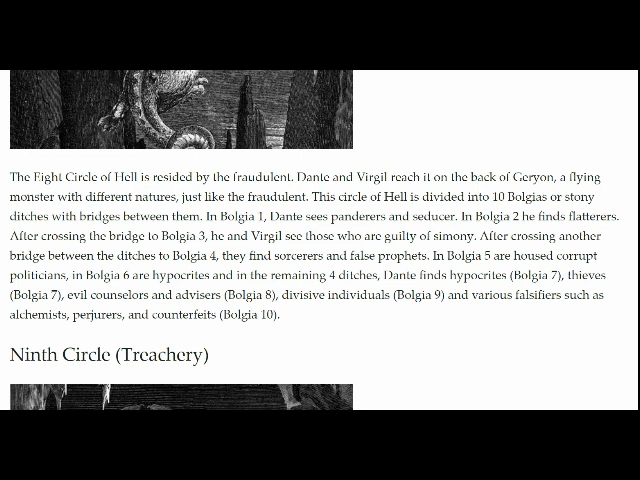 The Eight Circle of Hell is resided by the fraudulent. Dante and Virgil reach it on the back of Geryon, a flying
monster with different natures, just like the fraudulent. This circle of Hell is divided into 10 Bolgias or stony
ditches with bridges between them. In Bolgia 1, Dante sees panderers and seducer. In Bolgia 2 he finds flatterers.
After crossing the bridge to Bolgia 3, he and Virgil see those who are guilty of simony. After crossing another
bridge between the ditches to Bolgia 4, they find sorcerers and false prophets. In Bolgia 5 are housed corrupt
politicians, in Bolgia 6 are hypocrites and in the remaining 4 ditches, Dante finds hypocrites (Bolgia 7), thieves
(Bolgia 7), evil counselors and advisers (Bolgia 8), divisive individuals (Bolgia 9) and various falsifiers such as
alchemists, perjurers, and counterfeits (Bolgia 10).
Ninth Circle (Treachery)